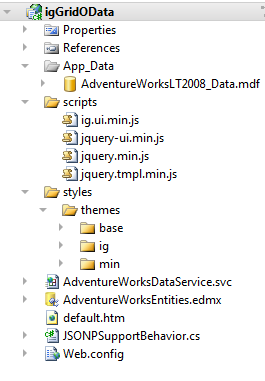 igGridOData
Properties
References
App_Data
AdventureWorksLT2008_Data.mdf
scripts
ig.ui.min.js
jquery-ui.min.js
jquery.min.js
jquery.tmpl.min.js
styles
themes
base
ig
min
AdventureWorksDataService.svc
AdventureWorksEntities.edmx
default.htm
JSONPSupportBehavior.cs
Web.config